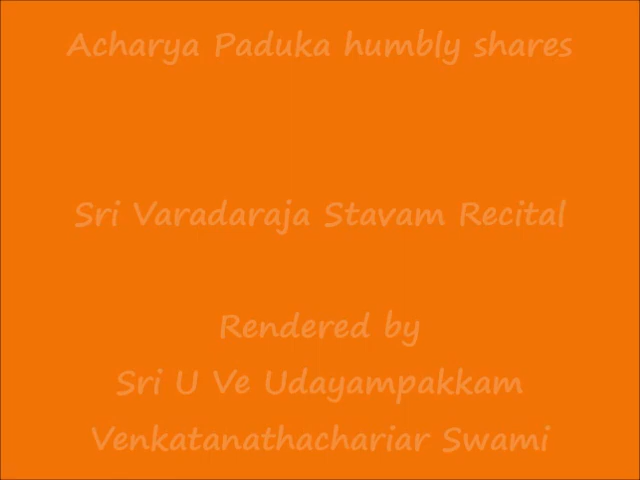 Acharya Paduka humbly shares
Sri Varadaraja Stavam Recital
Rendered by
Sri U Ve Udayampakkam
Venkatanathachariar Swami